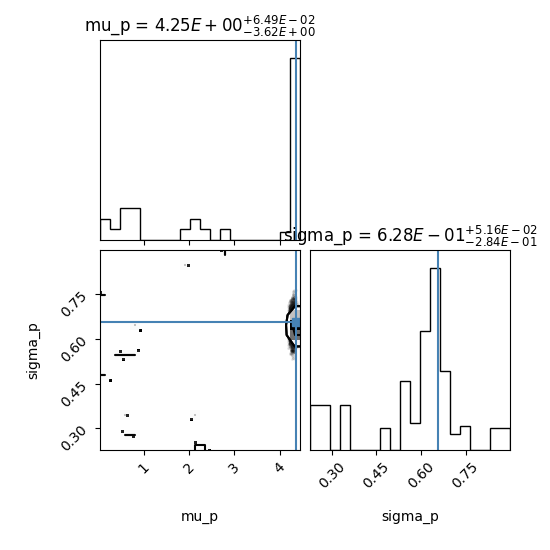 mu_p = 4.25E+00+6.49E−02−3.62E+00
sigma_p = 6.28E−01+5.16E−02−2.84E−01
sigma_p
0.75
0.60
0.45
0.30
1 2 3 4
0.30 0.45 0.60 0.75
mu_p
sigma_p